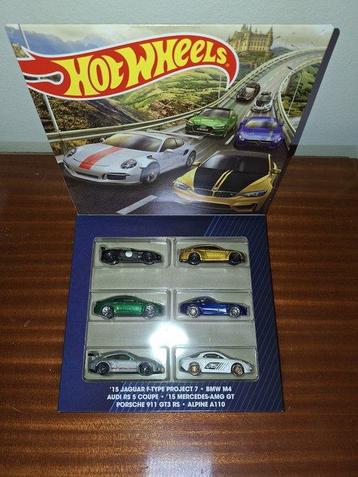 HOT WHEELS
'15 JAGUAR F-TYPE PROJECT 7 • BMW M4
AUDI RS 5 COUPE • '15 MERCEDES-AMG GT
PORSCHE 911 GT3 RS • ALPINE A110